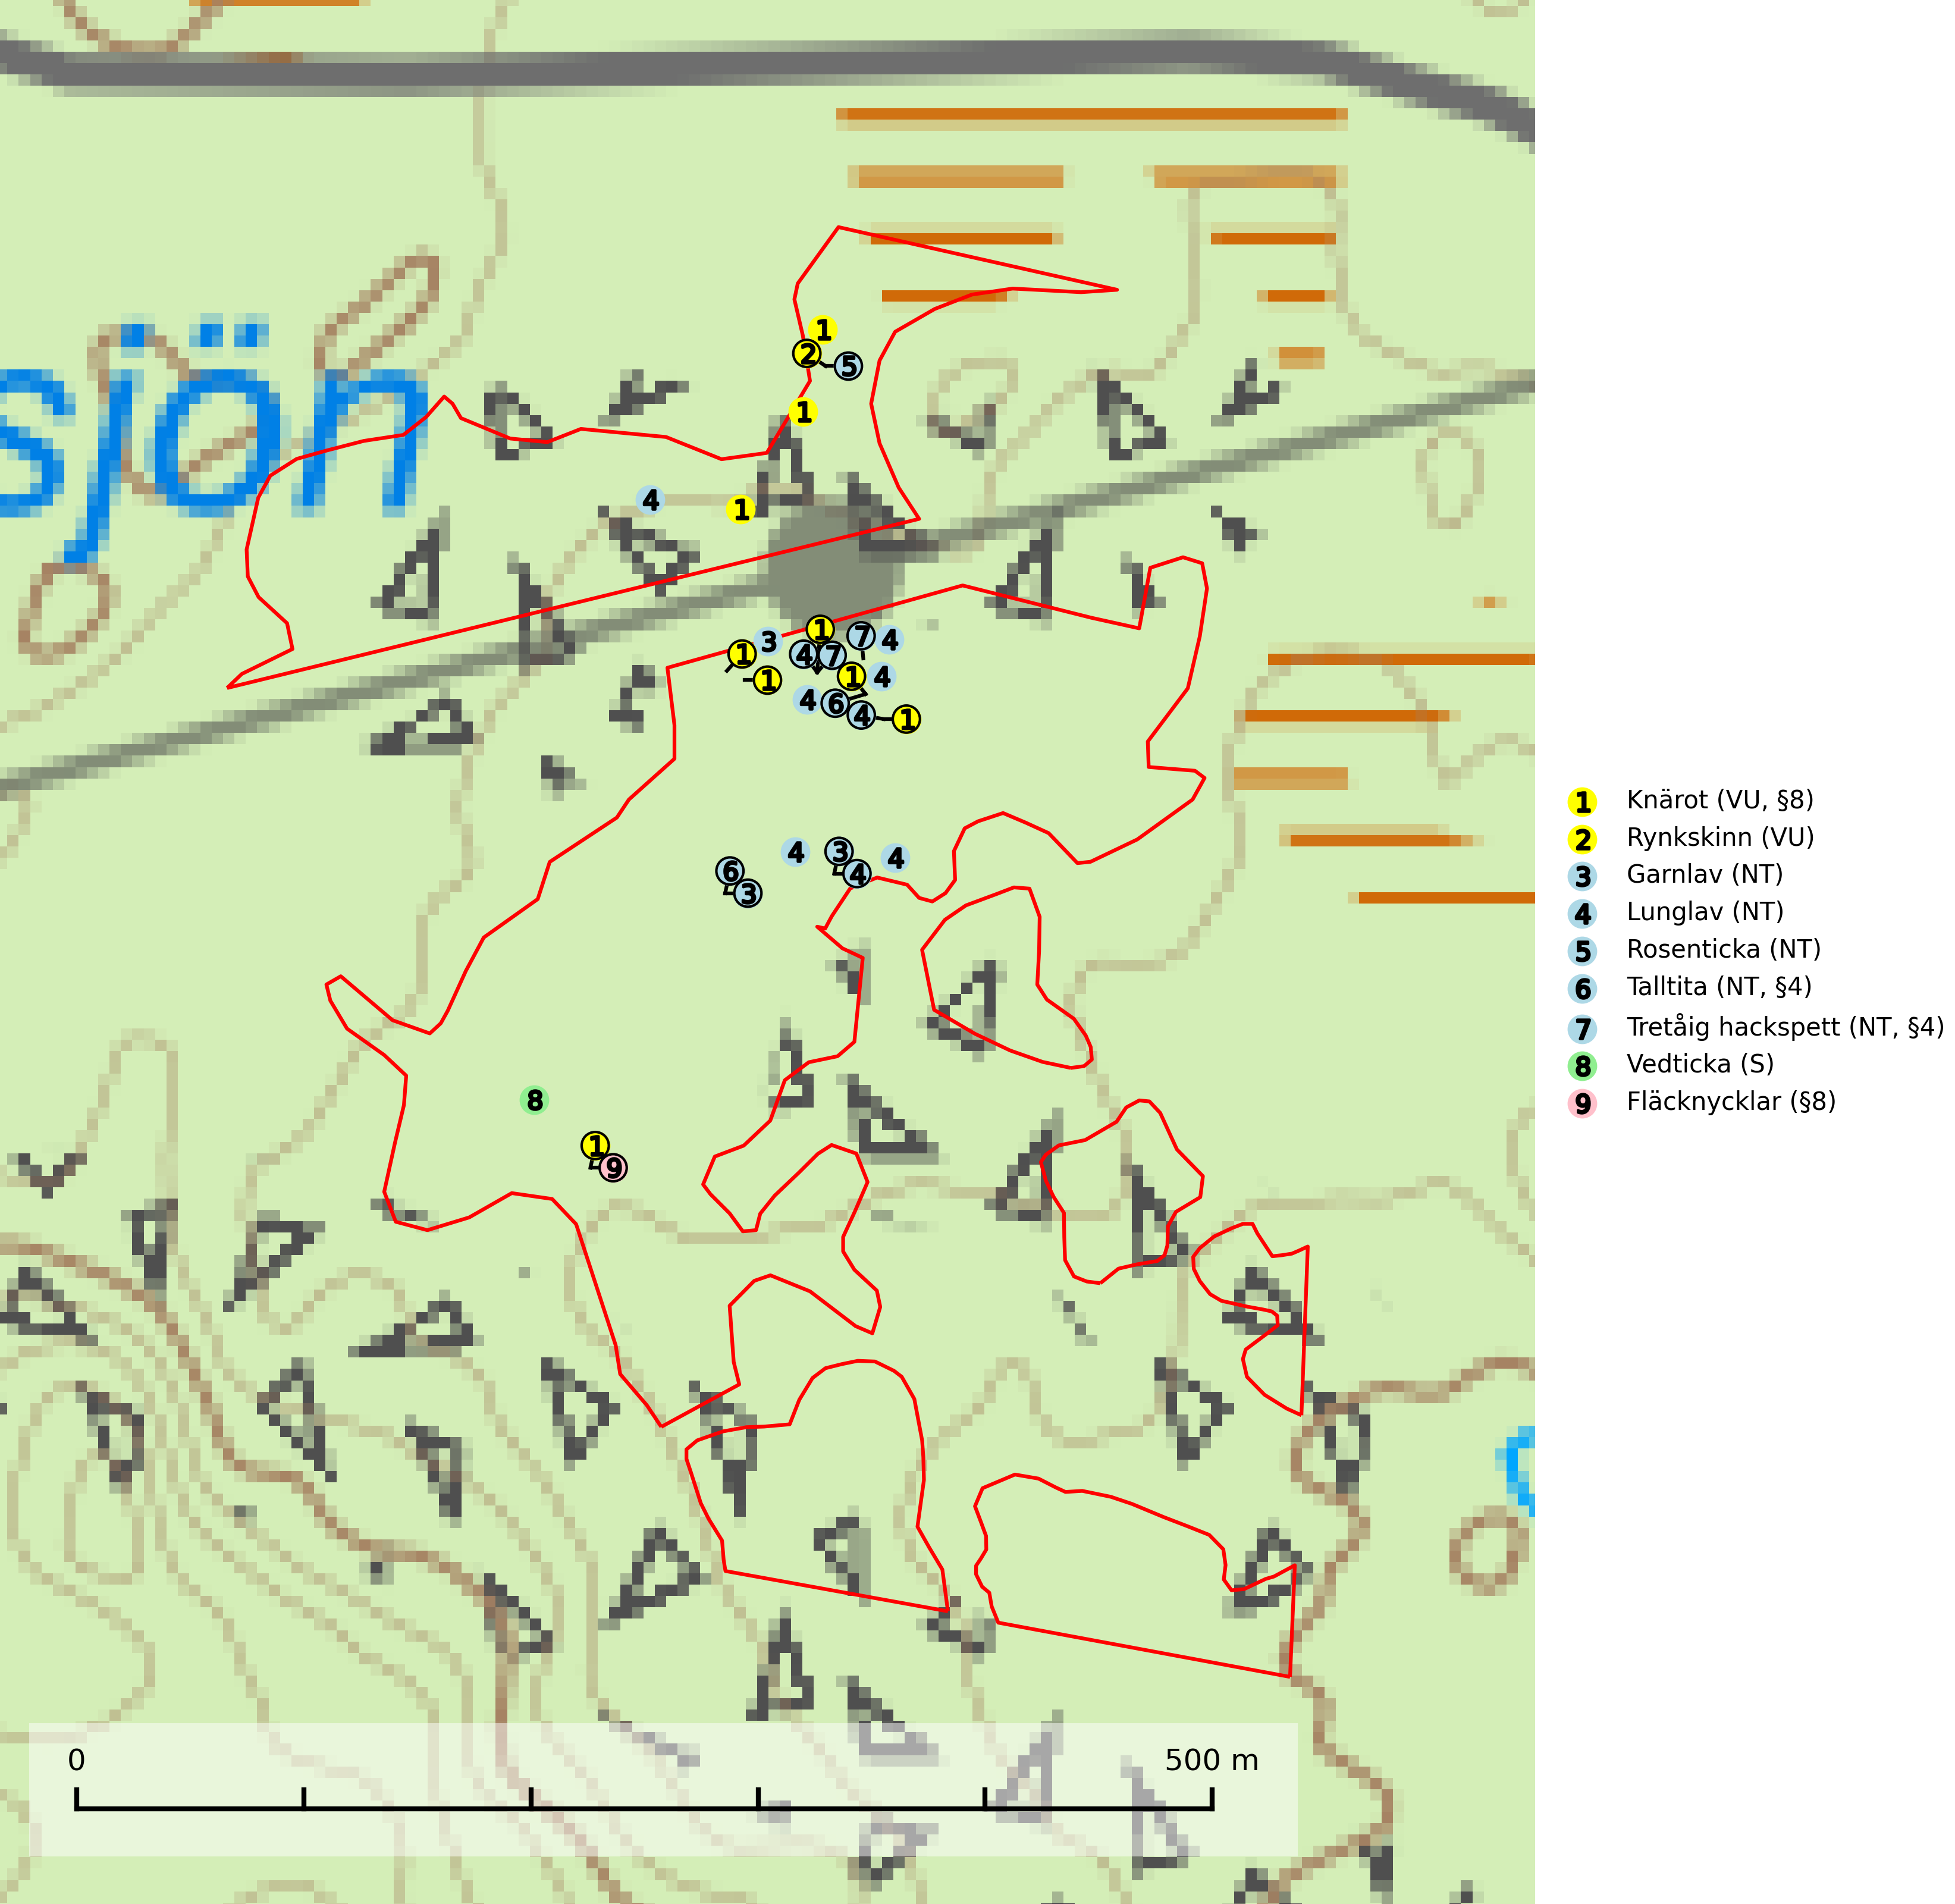 sjön
1
2
5
1
4
1
3
1
7
4
1
4
7
1
1
4
4
6
4
1
4
3
4
4
6
3
8
1
9
1 Knärot (VU, §8)
2 Rynkskinn (VU)
3 Garnlav (NT)
4 Lunglav (NT)
5 Rosenticka (NT)
6 Talltita (NT, §4)
7 Tretåig hackspett (NT, §4)
8 Vedticka (S)
9 Fläcknycklar (§8)
0 500 m